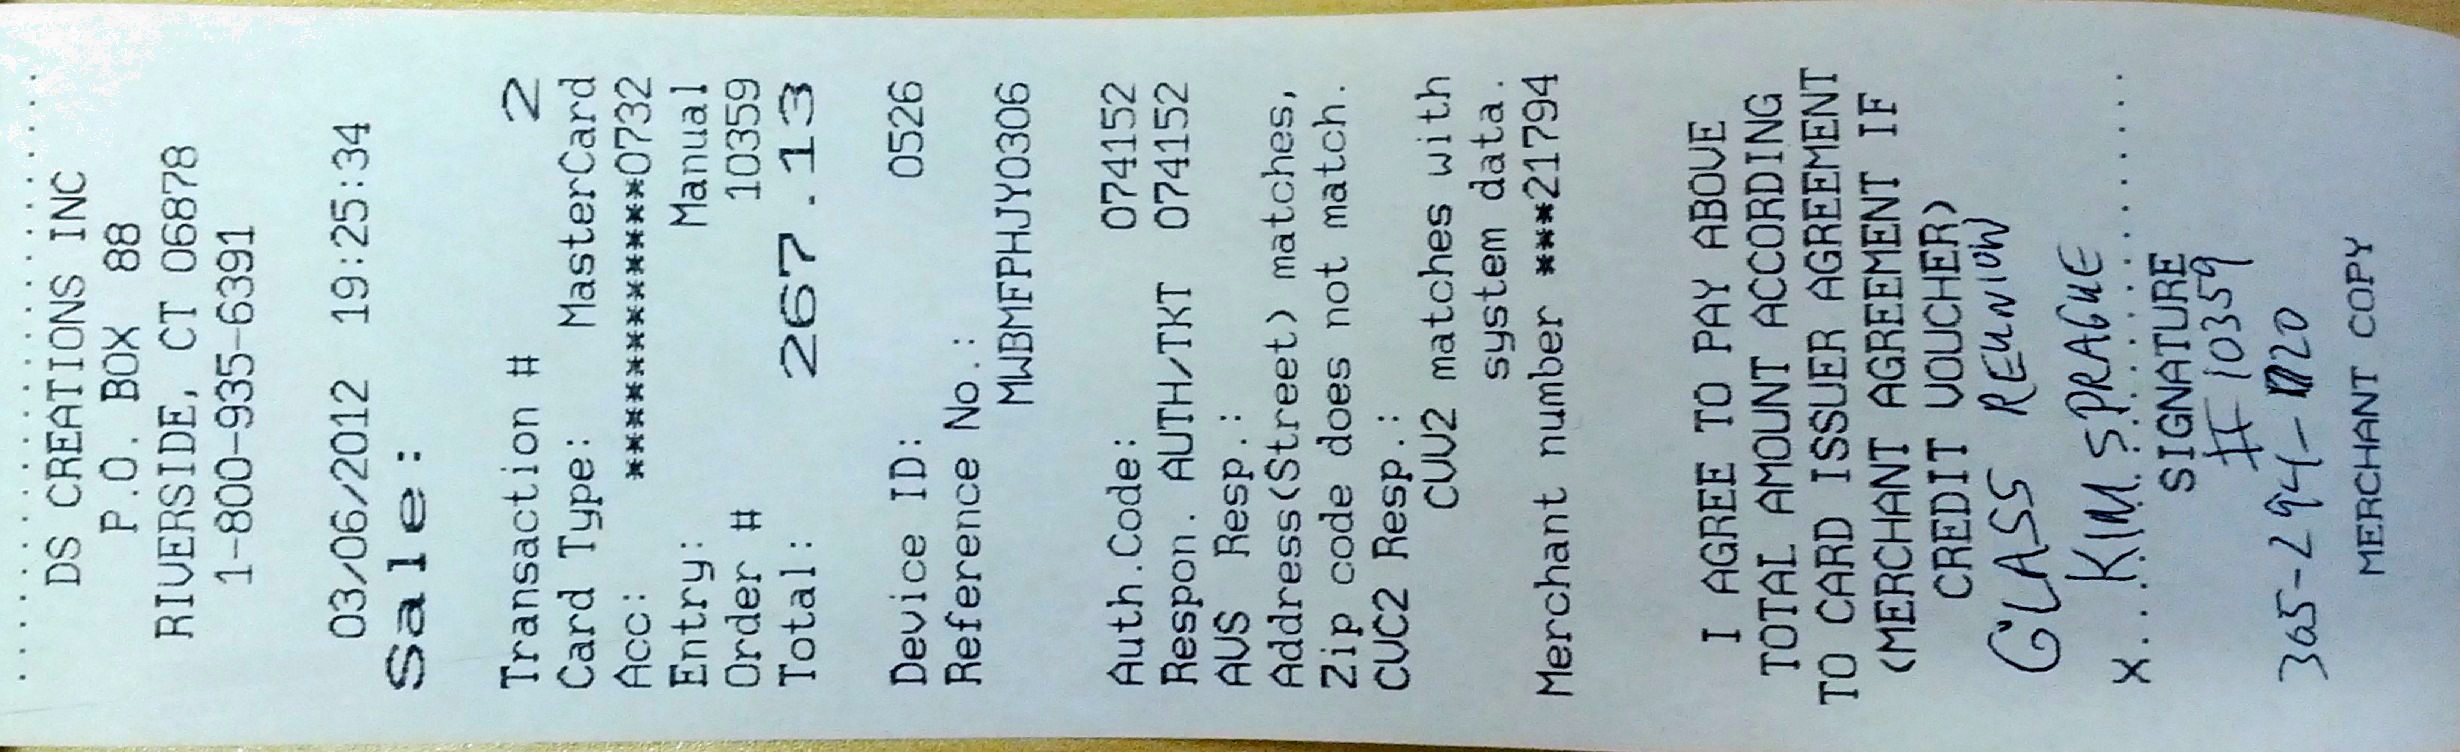 DS CREATIONS INC
P.O. BOX 88
RIVERSIDE, CT 06878
1-800-935-6391
03/06/2012 19:25:34
Sale:
Transaction # 2
Card Type: MasterCard
Acc: ************0732
Entry: Manual
Order # 10359
Total: 267.13
Device ID: 0526
Reference No.:
MWBMFPHJY0306
Auth.Code: 074152
Respon. AUTH/TKT 074152
AVS Resp.:
Address(Street) matches,
Zip code does not match.
CVC2 Resp.:
CVV2 matches with
system data.
Merchant number ***21794
I AGREE TO PAY ABOVE
TOTAL AMOUNT ACCORDING
TO CARD ISSUER AGREEMENT
(MERCHANT AGREEMENT IF
CREDIT VOUCHER)
GLASS REUNION
X KIM SPRAGUE
SIGNATURE
# 10359
MERCHANT COPY